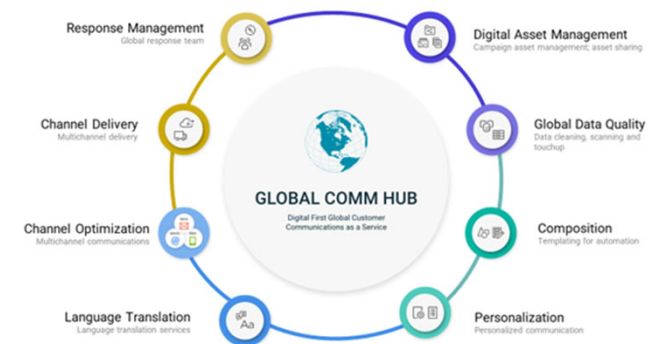 Response Management
Global response team
Digital Asset Management
Campaign asset management; asset sharing
Channel Delivery
Multichannel delivery
Global Data Quality
Data cleaning, scanning and
touchup
GLOBAL COMM HUB
Digital First Global Customer
Communications as a Service
Channel Optimization
Multichannel communications
Composition
Templating for automation
Language Translation
Language translation services
Aa
Personalization
Personalized communication